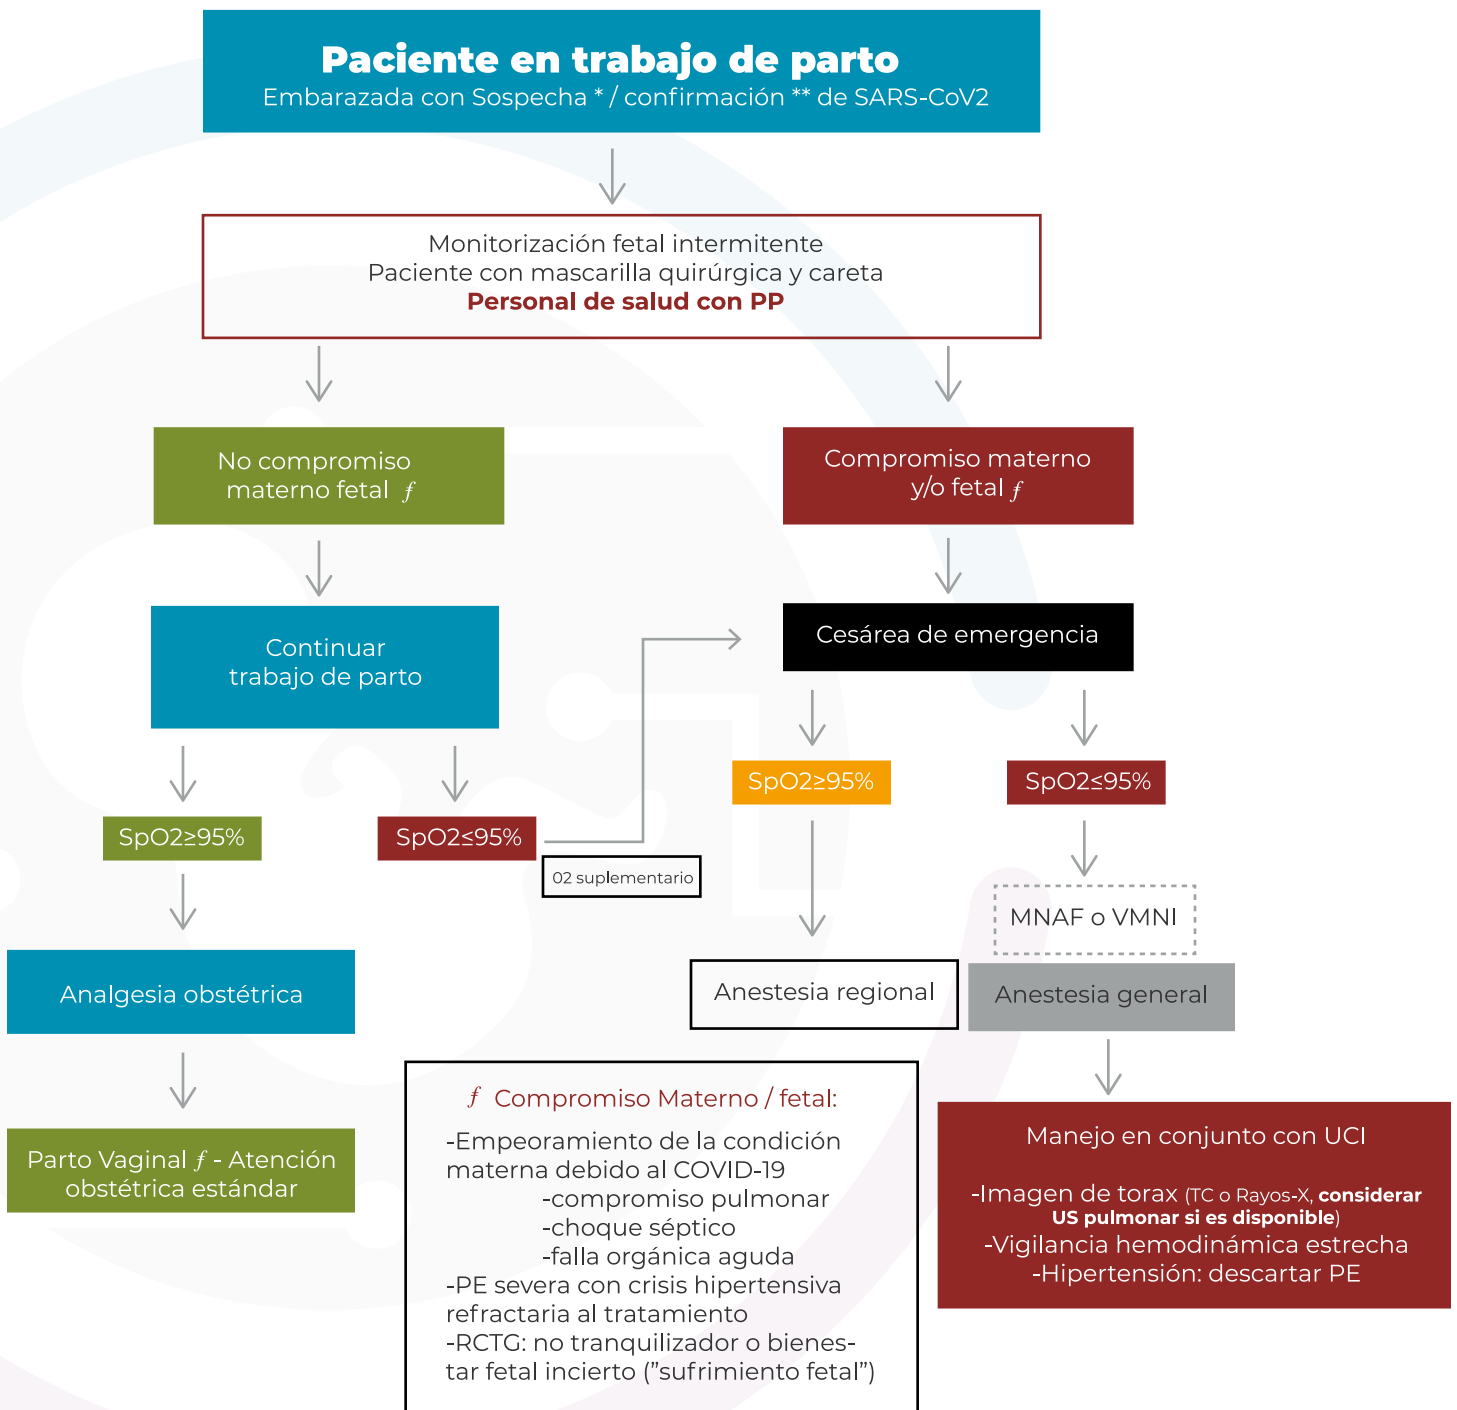 Paciente en trabajo de parto
Embarazada con Sospecha * / confirmación ** de SARS-CoV2
Monitorización fetal intermitente
Paciente con mascarilla quirúrgica y careta
Personal de salud con PP
No compromiso
materno fetal ƒ
Compromiso materno
y/o fetal ƒ
Continuar
trabajo de parto
Cesárea de emergencia
SpO2≥95%
SpO2≤95%
SpO2≥95%
SpO2≤95%
02 suplementario
MNAF o VMNI
Analgesia obstétrica
Anestesia regional
Anestesia general
Parto Vaginal ƒ - Atención
obstétrica estándar
ƒ Compromiso Materno / fetal:
-Empeoramiento de la condición
materna debido al COVID-19
-compromiso pulmonar
-choque séptico
-falla orgánica aguda
-PE severa con crisis hipertensiva
refractaria al tratamiento
-RCTG: no tranquilizador o bienes-
tar fetal incierto (”sufrimiento fetal”)
Manejo en conjunto con UCI
-Imagen de torax (TC o Rayos-X, considerar
US pulmonar si es disponible)
-Vigilancia hemodinámica estrecha
-Hipertensión: descartar PE